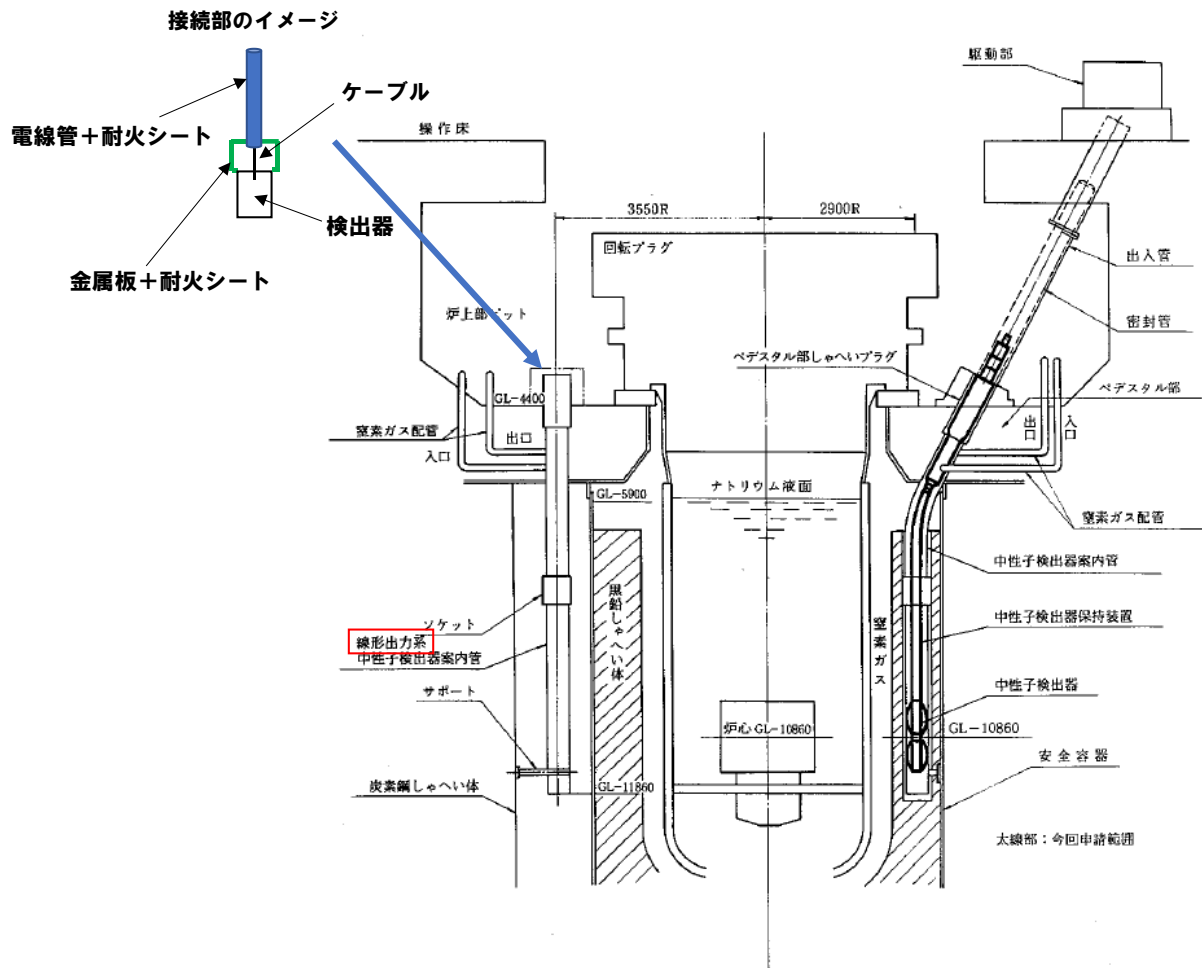 接続部のイメージ
ケーブル
電線管＋耐火シート
検出器
金属板＋耐火シート
駆動部
操作床
3550R
2900R
回転プラグ
出入管
炉上部ピット
密封管
ペデスタル部しゃへいプラグ
ペデスタル部
GL-4400
窒素ガス配管
出口
入口
出口
入口
ナトリウム液面
GL-5900
窒素ガス配管
中性子検出器案内管
黒鉛しゃへい体
ソケット
線形出力系
中性子検出器案内管
窒素ガス
中性子検出器保持装置
サポート
中性子検出器
炉心 GL-10860
GL-10860
安全容器
炭素鋼しゃへい体
GL-11860
太線部：今回申請範囲